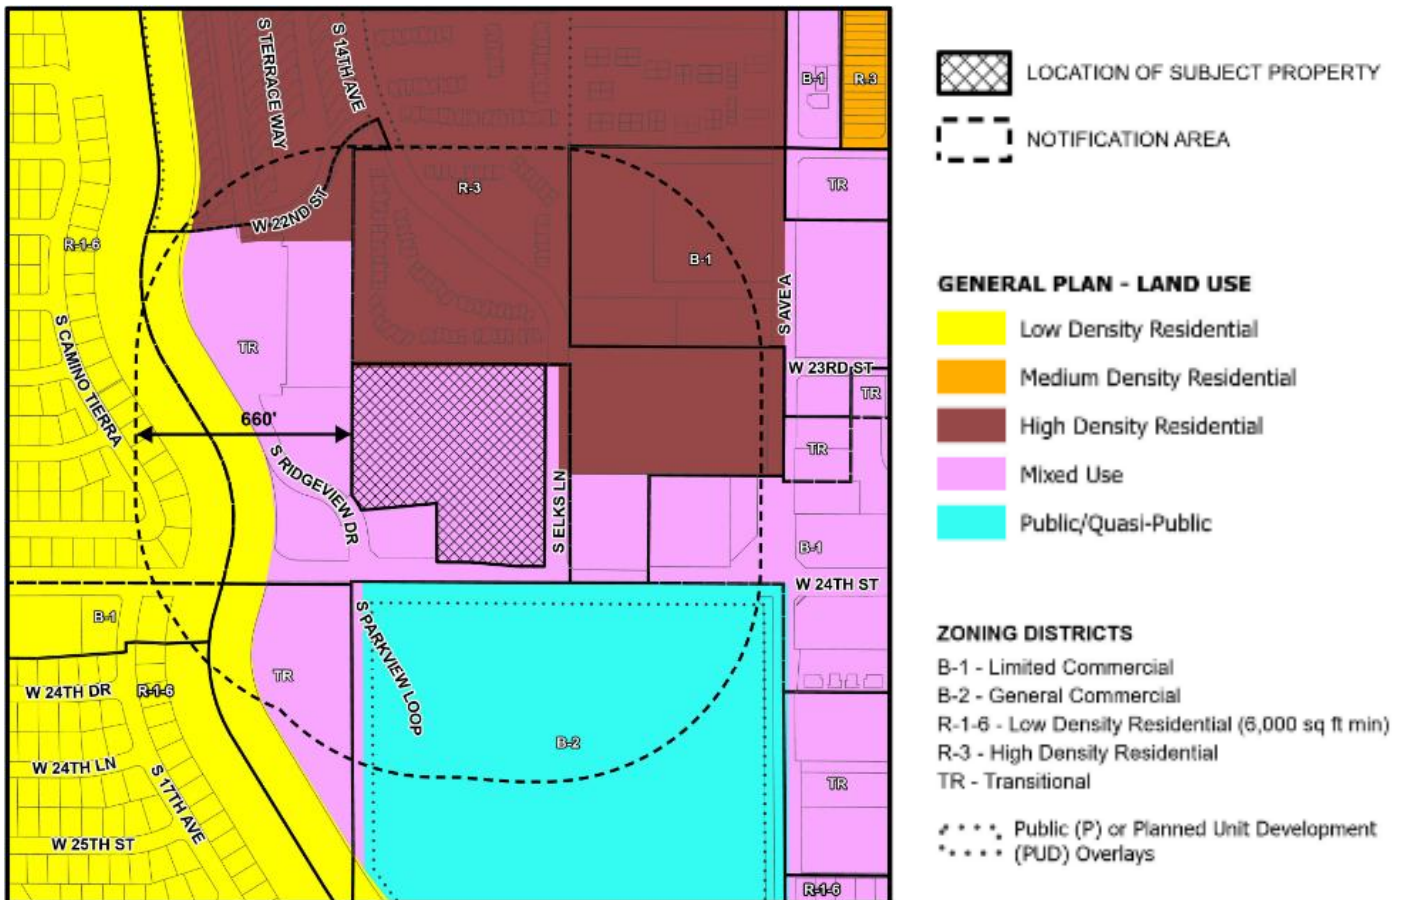 S TERRACE WAY
S 14TH AVE
B-1
R-3
TR
R-3
W 22ND ST
R-1-6
B-1
S AVE A
S CAMINO TIERRA
TR
W 23RD ST
TR
660'
S RIDGEVIEW DR
TR
S ELKS LN
B-1
W 24TH ST
B-1
S PARKVIEW LOOP
TR
W 24TH DR
R-1-6
B-2
W 24TH LN
S 17TH AVE
TR
W 25TH ST
R-1-6
LOCATION OF SUBJECT PROPERTY
NOTIFICATION AREA
GENERAL PLAN - LAND USE
Low Density Residential
Medium Density Residential
High Density Residential
Mixed Use
Public/Quasi-Public
ZONING DISTRICTS
B-1 - Limited Commercial
B-2 - General Commercial
R-1-6 - Low Density Residential (6,000 sq ft min)
R-3 - High Density Residential
TR - Transitional
Public (P) or Planned Unit Development
(PUD) Overlays